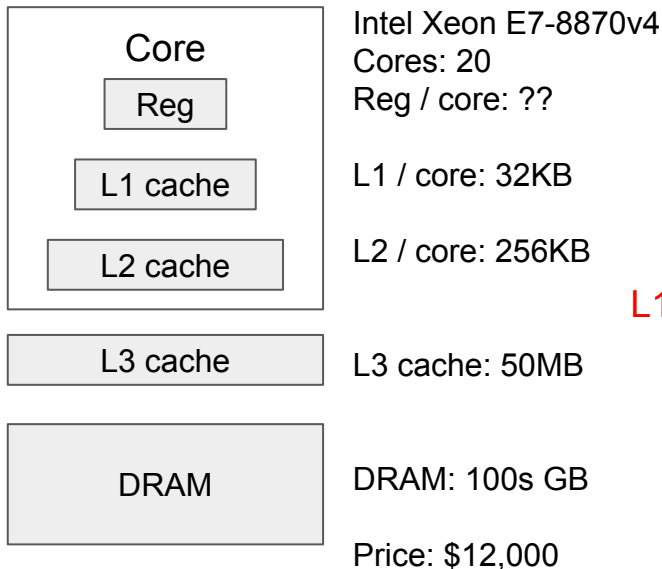 Core
Reg
L1 cache
L2 cache
L3 cache
DRAM
Intel Xeon E7-8870v4
Cores: 20
Reg / core: ??
L1 / core: 32KB
L2 / core: 256KB
L1
L3 cache: 50MB
DRAM: 100s GB
Price: $12,000